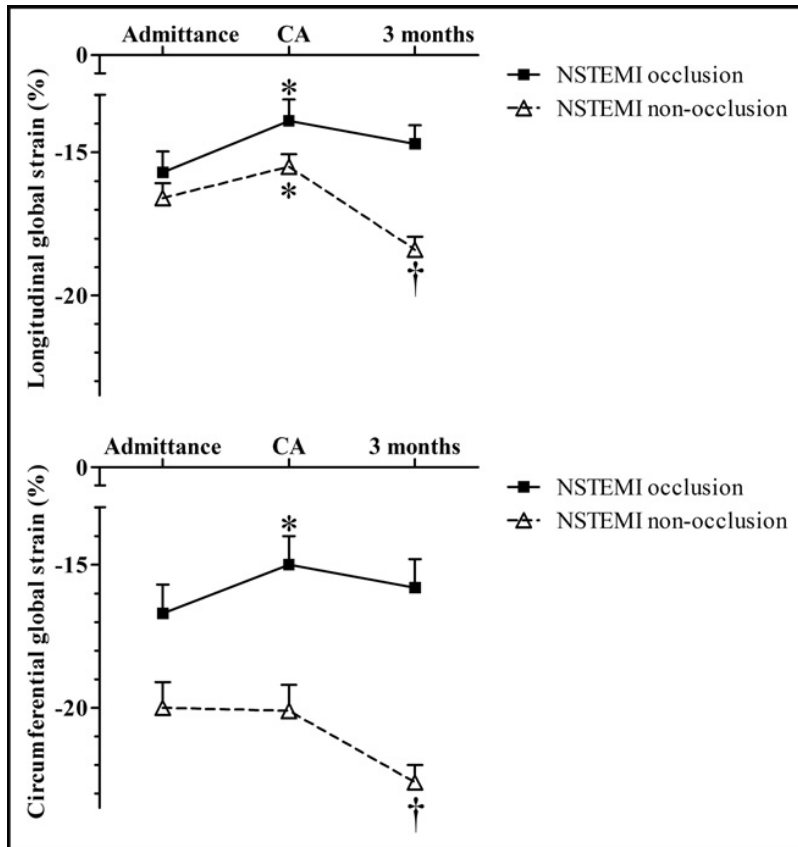 Admittance CA 3 months
0
NSTEMI occlusion
NSTEMI non-occlusion
*
-15
*
-20
†
Longitudinal global strain (%)
Admittance CA 3 months
0
NSTEMI occlusion
NSTEMI non-occlusion
*
-15
-20
†
Circumferential global strain (%)